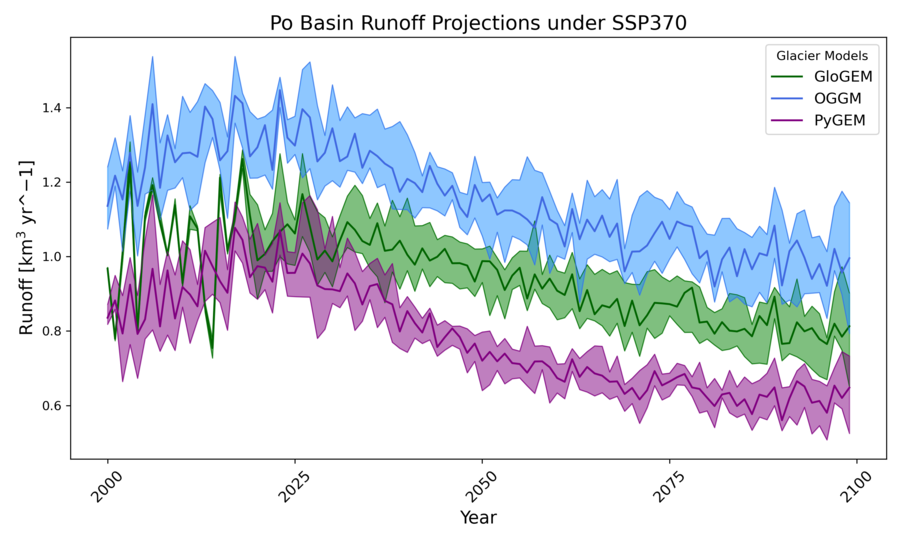 Po Basin Runoff Projections under SSP370
Runoff [km³ yr^−1]
1.4
1.2
1.0
0.8
0.6
Glacier Models
GloGEM
OGGM
PyGEM
2000
2025
2050
2075
2100
Year